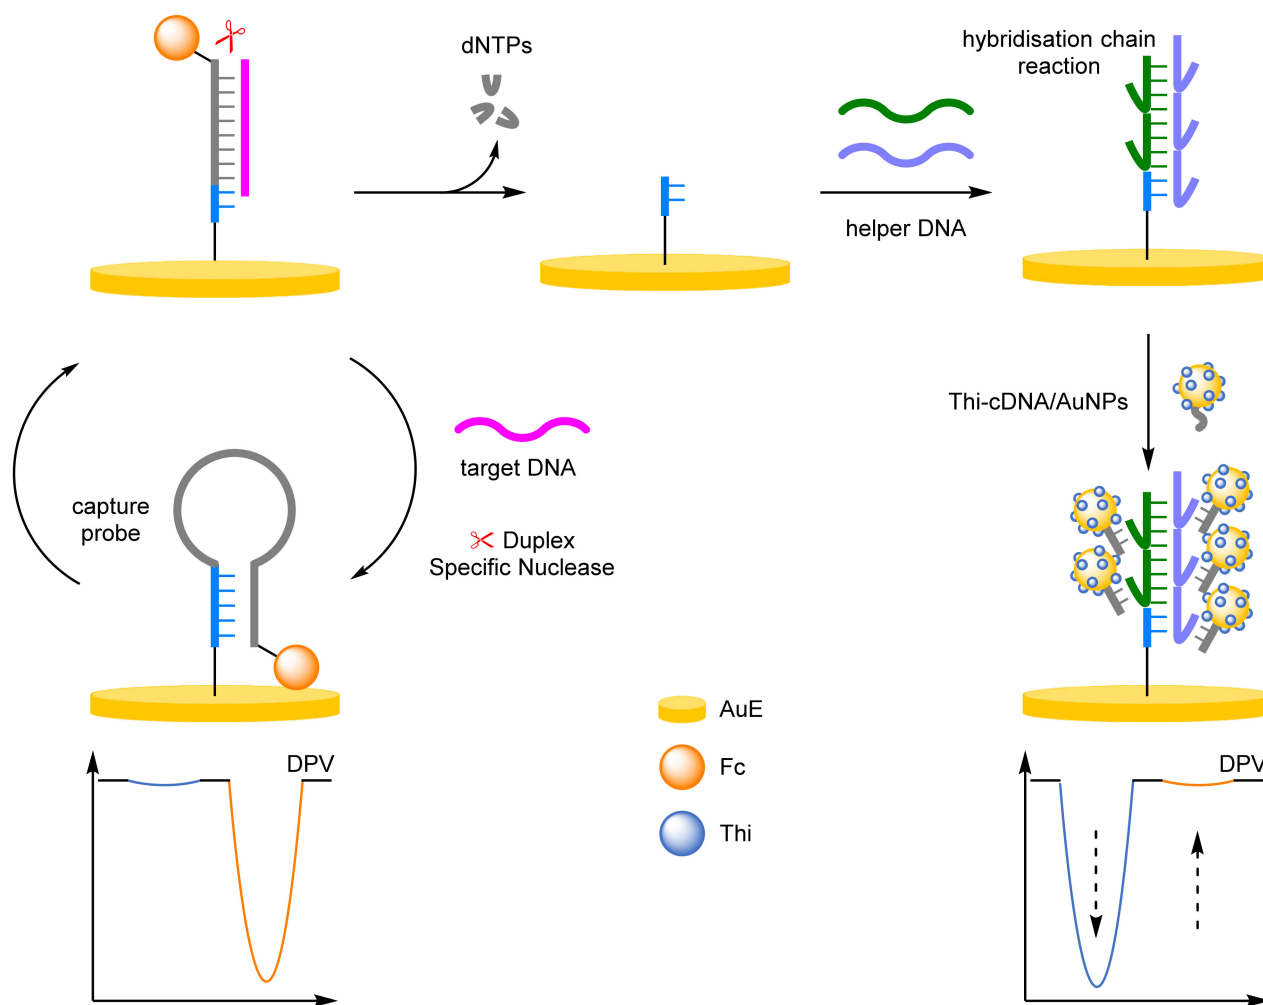 dNTPs
hybridisation chain
reaction
helper DNA
Thi-cDNA/AuNPs
target DNA
capture
probe
Duplex
Specific Nuclease
AuE
Fc
Thi
DPV
DPV